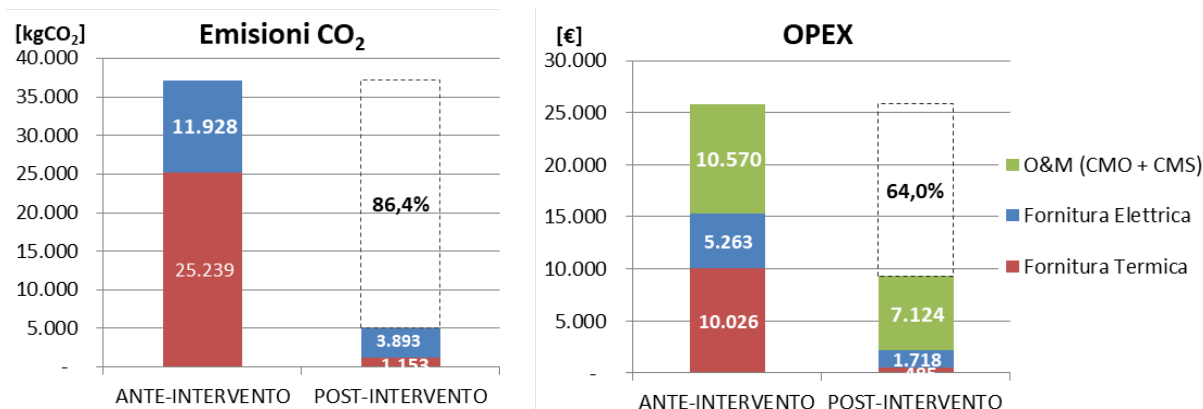 [kgCO2]
Emisioni CO2
40.000
35.000
30.000
25.000
20.000
15.000
10.000
5.000
-
11.928
25.239
86,4%
3.893
1.153
ANTE-INTERVENTO
POST-INTERVENTO
[€]
OPEX
30.000
25.000
20.000
15.000
10.000
5.000
-
10.570
5.263
10.026
64,0%
7.124
1.718
485
ANTE-INTERVENTO
POST-INTERVENTO
O&M (CMO + CMS)
Fornitura Elettrica
Fornitura Termica